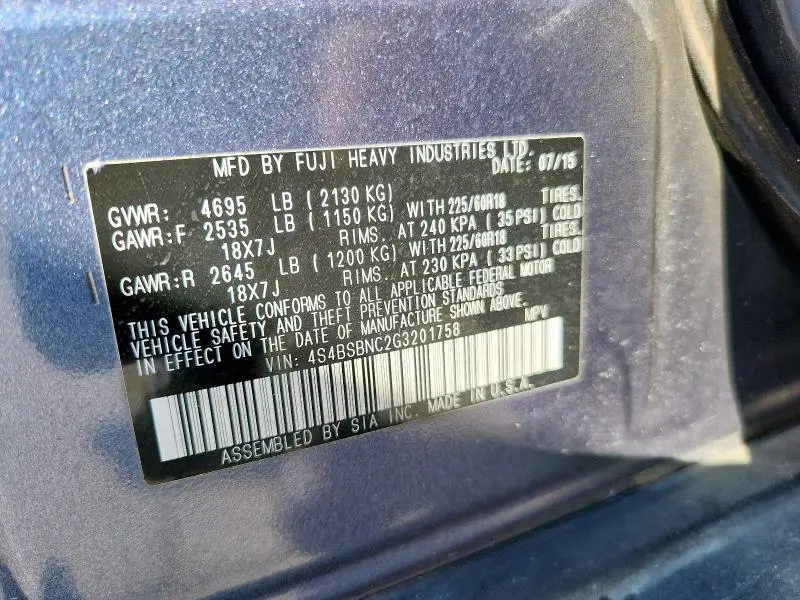 MFD BY FUJI HEAVY INDUSTRIES LTD.
DATE: 07/15
GVWR: 4695 LB (2130 KG)
GAWR:F 2535 LB (1150 KG) WITH 225/60R18 TIRES,
18X7J RIMS. AT 240 KPA (35 PSI) COLD
GAWR:R 2645 LB (1200 KG) WITH 225/60R18 TIRES,
18X7J RIMS. AT 230 KPA (33 PSI) COLD
THIS VEHICLE CONFORMS TO ALL APPLICABLE FEDERAL MOTOR
VEHICLE SAFETY AND THEFT PREVENTION STANDARDS
IN EFFECT ON THE DATE OF MANUFACTURE SHOWN ABOVE.
VIN: 4S4BSBNC2G3201758 MPV
ASSEMBLED BY SIA INC. MADE IN U.S.A.